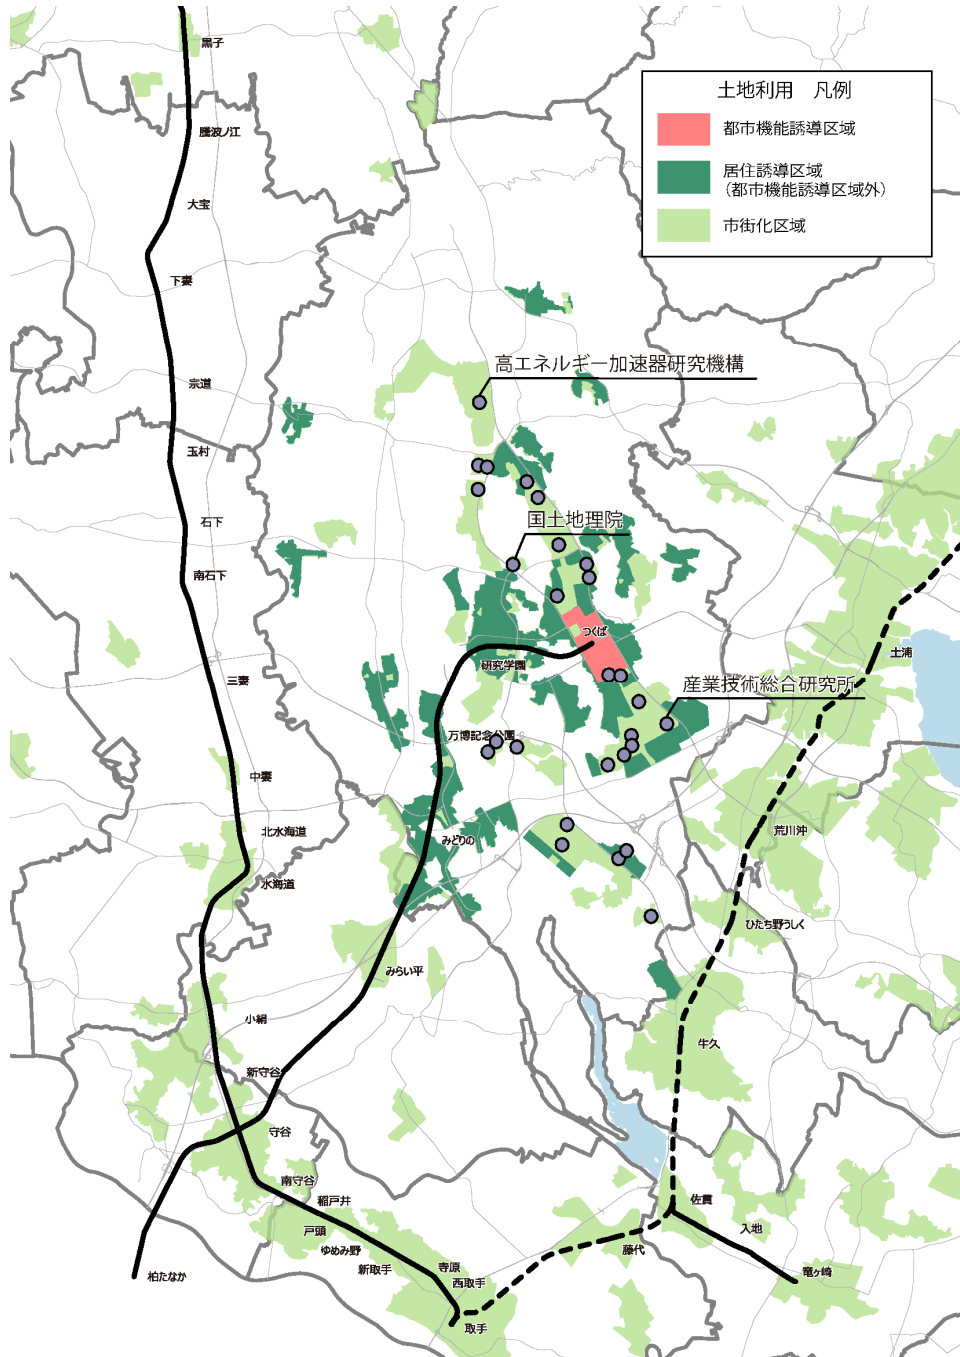 黒子
土地利用　凡例
都市機能誘導区域
居住誘導区域
（都市機能誘導区域外）
市街化区域
騰波ノ江
大宝
下妻
高エネルギー加速器研究機構
宗道
玉村
石下
国土地理院
南石下
つくば
土浦
研究学園
三妻
産業技術総合研究所
万博記念公園
中妻
北水海道
荒川沖
みどりの
水海道
ひたち野うしく
みらい平
小絹
牛久
新守谷
守谷
南守谷
稲戸井
佐貫
戸頭
入地
ゆめみ野
藤代
新取手
寺原
竜ヶ崎
柏たなか
西取手
取手